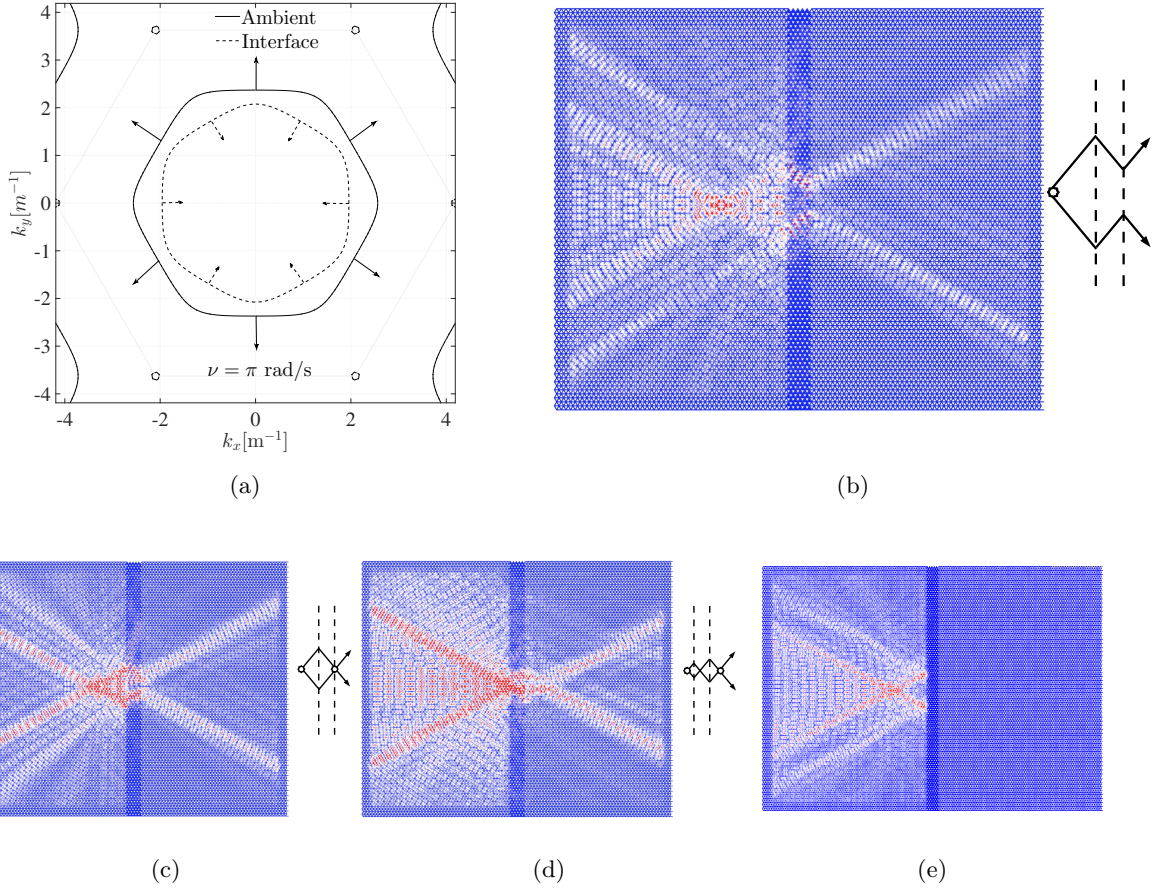 Ambient
Interface
4
3
2
1
0
-1
-2
-3
-4
k_y[m^{-1}]
ν = π rad/s
-4 -2 0 2 4
k_x[m^{-1}]
(a)
(b)
(c) (d) (e)